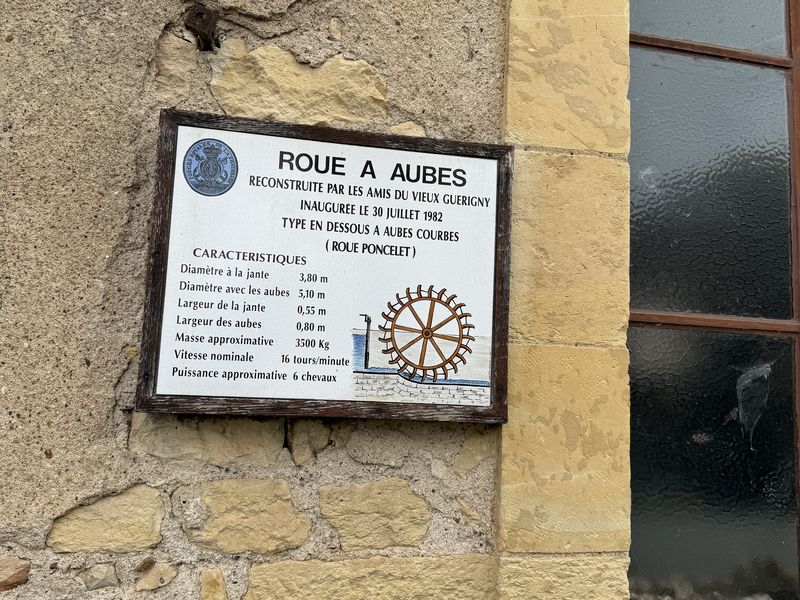 ROUE A AUBES
RECONSTRUITE PAR LES AMIS DU VIEUX GUERIGNY
INAUGURÉE LE 30 JUILLET 1982
TYPE EN DESSOUS A AUBES COURBES
( ROUE PONCELET )
CARACTERISTIQUES
Diamètre à la jante 3,80 m
Diamètre avec les aubes 5,10 m
Largeur de la jante 0,55 m
Largeur des aubes 0,80 m
Masse approximative 3500 Kg
Vitesse nominale 16 tours/minute
Puissance approximative 6 chevaux